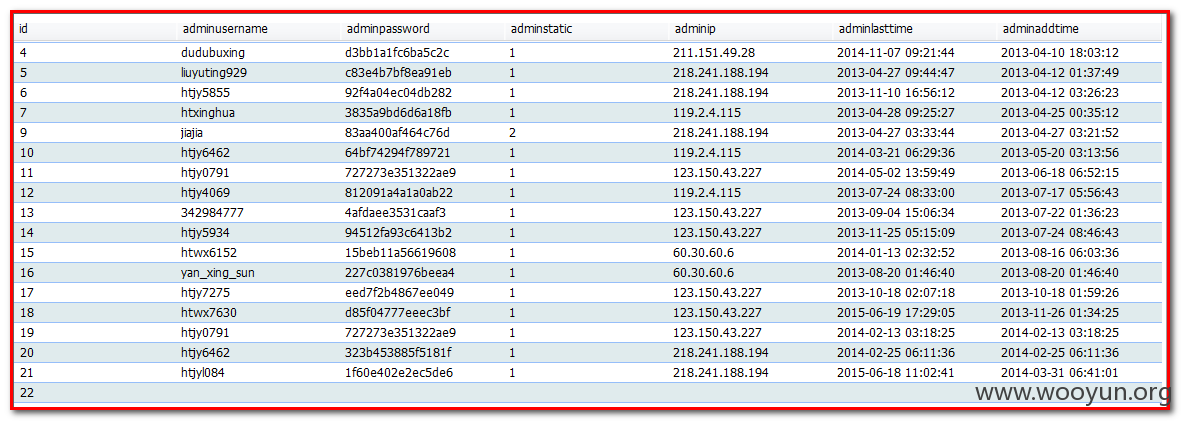 id adminusername adminpassword adminstatic adminip adminlasttime adminaddtime
4 dudubuxing d3bb1a1fc6ba5c2c 1 211.151.49.28 2014-11-07 09:21:44 2013-04-10 18:03:12
5 liuyuting929 c83e4b7bf8ea91eb 1 218.241.188.194 2013-04-27 09:44:47 2013-04-12 01:37:49
6 htjy5855 92f4a04ec04db282 1 218.241.188.194 2013-11-10 16:56:12 2013-04-12 03:26:23
7 htxinghua 3835a9bd6d6a18fb 1 119.2.4.115 2013-04-28 09:25:27 2013-04-25 00:35:12
9 jiajia 83aa400af464c76d 2 218.241.188.194 2013-04-27 03:33:44 2013-04-27 03:21:52
10 htjy6462 64bf74294f789721 1 119.2.4.115 2014-03-21 06:29:36 2013-05-20 03:13:56
11 htjy0791 727273e351322ae9 1 123.150.43.227 2014-05-02 13:59:49 2013-06-18 06:52:15
12 htjy4069 812091a4a1a0ab22 1 119.2.4.115 2013-07-24 08:33:00 2013-07-17 05:56:43
13 342984777 4afdaee3531caaf3 1 123.150.43.227 2013-09-04 15:06:34 2013-07-22 01:36:23
14 htjy5934 94512fa93c6413b2 1 123.150.43.227 2013-11-25 05:15:09 2013-07-24 08:46:43
15 htwx6152 15beb11a56619608 1 60.30.60.6 2014-01-13 02:32:52 2013-08-16 06:03:36
16 yan_xing_sun 227c0381976beea4 1 60.30.60.6 2013-08-20 01:46:40 2013-08-20 01:46:40
17 htjy7275 eed7f2b4867ee049 1 123.150.43.227 2013-10-18 02:07:18 2013-10-18 01:59:26
18 htwx7630 d85f04777eeec3bf 1 123.150.43.227 2015-06-19 17:29:05 2013-11-26 01:34:25
19 htjy0791 727273e351322ae9 1 123.150.43.227 2014-02-13 03:18:25 2014-02-13 03:18:25
20 htjy6462 323b453885f5181f 1 218.241.188.194 2014-02-25 06:11:36 2014-02-25 06:11:36
21 htjyl084 1f60e402e2ec5de6 1 218.241.188.194 2015-06-18 11:02:41 2014-03-31 06:41:01
22
www.wooyun.org